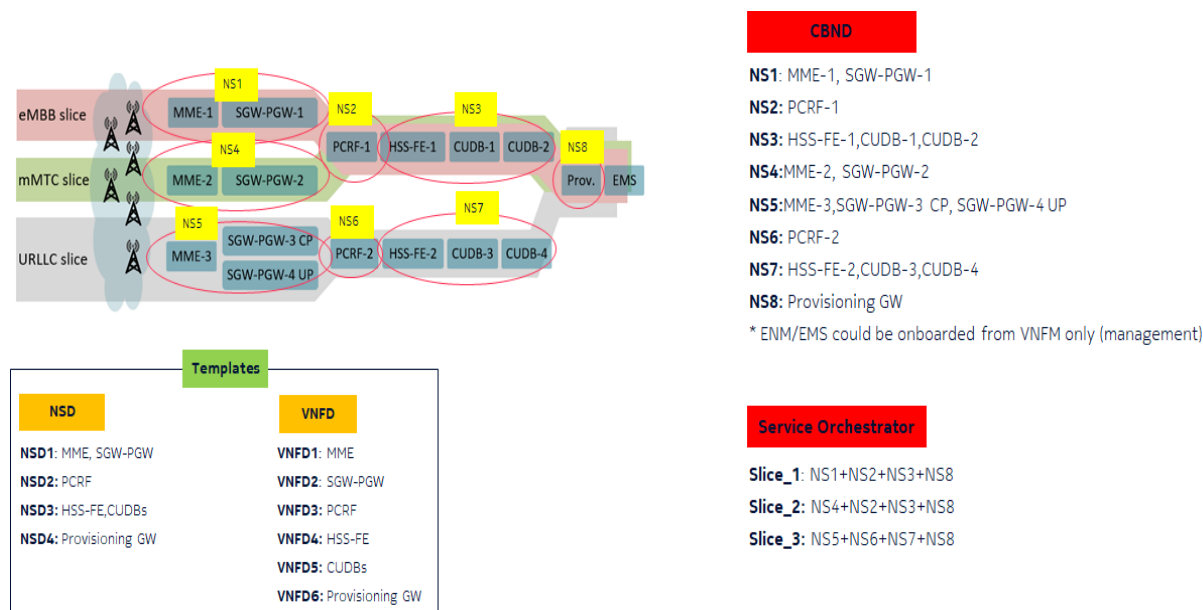 NS1
eMBB slice
MME-1
SGW-PGW-1
NS2
NS3
PCRF-1
HSS-FE-1
CUDB-1
CUDB-2
NS4
NS8
mMTC slice
MME-2
SGW-PGW-2
Prov.
EMS
NS5
NS6
NS7
SGW-PGW-3 CP
URLLC slice
MME-3
PCRF-2
HSS-FE-2
CUDB-3
CUDB-4
SGW-PGW-4 UP
CBND
NS1: MME-1, SGW-PGW-1
NS2: PCRF-1
NS3: HSS-FE-1,CUDB-1,CUDB-2
NS4:MME-2, SGW-PGW-2
NS5:MME-3,SGW-PGW-3 CP, SGW-PGW-4 UP
NS6: PCRF-2
NS7: HSS-FE-2,CUDB-3,CUDB-4
NS8: Provisioning GW
* ENM/EMS could be onboarded from VNFM only (management)
Templates
NSD
NSD1: MME, SGW-PGW
NSD2: PCRF
NSD3: HSS-FE,CUDBs
NSD4: Provisioning GW
VNFD
VNFD1: MME
VNFD2: SGW-PGW
VNFD3: PCRF
VNFD4: HSS-FE
VNFD5: CUDBs
VNFD6: Provisioning GW
Service Orchestrator
Slice_1: NS1+NS2+NS3+NS8
Slice_2: NS4+NS2+NS3+NS8
Slice_3: NS5+NS6+NS7+NS8